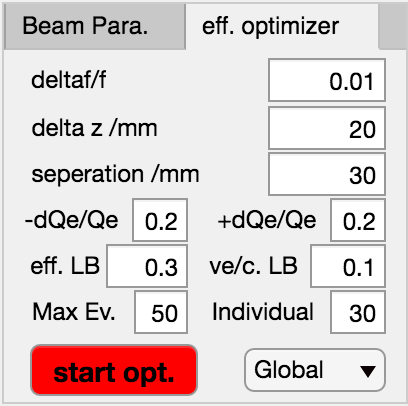 Beam Para. eff. optimizer
deltaf/f 0.01
delta z /mm 20
seperation /mm 30
-dQe/Qe 0.2 +dQe/Qe 0.2
eff. LB 0.3 ve/c. LB 0.1
Max Ev. 50 Individual 30
start opt. Global